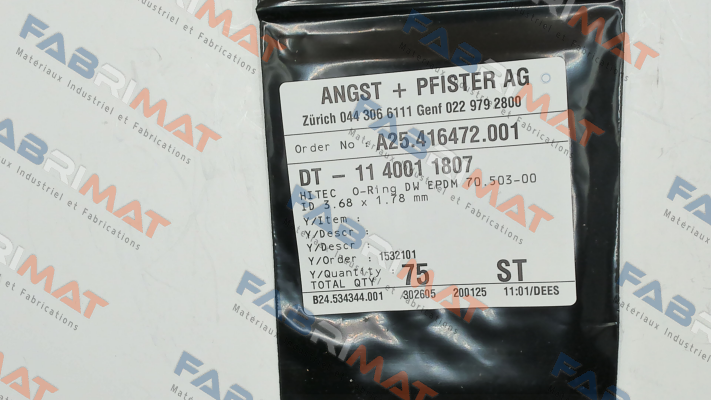 ANGST + PFISTER AG
Zürich 044 306 6111 Genf 022 979 2800
Order No : A25.416472.001
DT - 11 4001 1807
HITEC O-Ring DW EPDM 70.503-00
ID 3.68 x 1.78 mm
Y/Item :
Y/Descr :
Y/Descr :
Y/Order : 1532101
Y/Quantity :
TOTAL QTY : 75 ST
B24.534344.001 /302605 200125 11:01/DEES
FABRIMAT
Matériaux Industriel et Fabrications